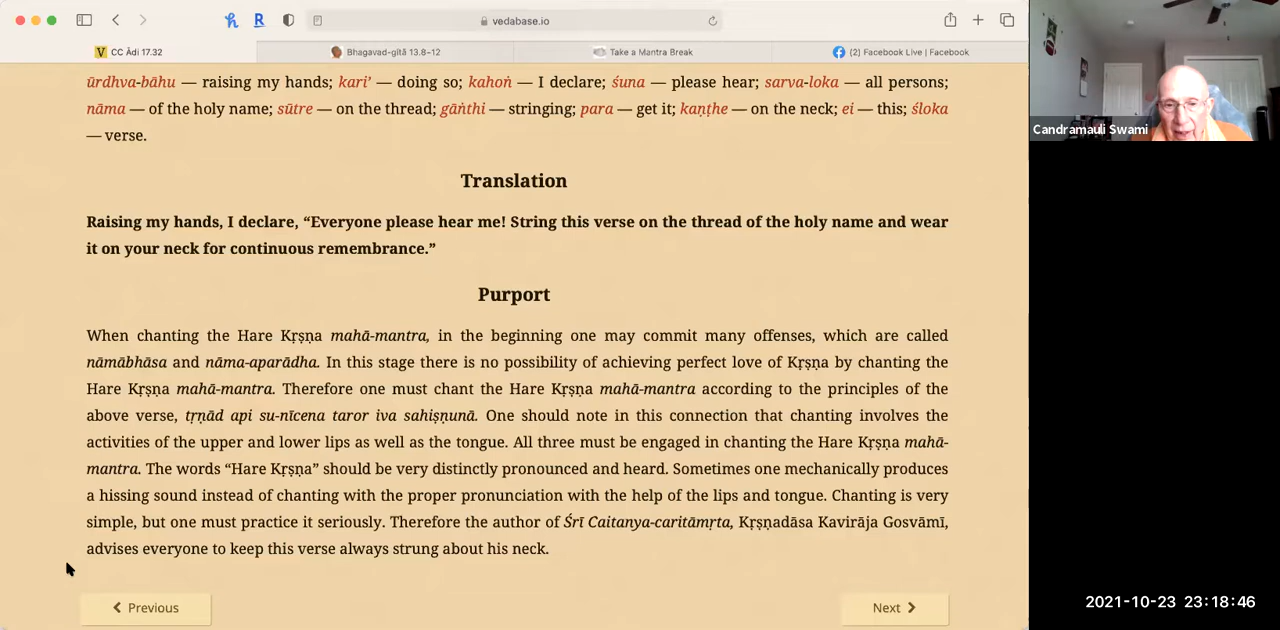 vedabase.io
CC Ādi 17.32
Bhagavad-gītā 13.8–12
Take a Mantra Break
(2) Facebook Live | Facebook
ūrdhva-bāhu — raising my hands; kari’ — doing so; kahoṅ — I declare; śuna — please hear; sarva-loka — all persons;
nāma — of the holy name; sūtre — on the thread; gāṅthi — stringing; para — get it; kaṇṭhe — on the neck; ei — this; śloka
— verse.
Translation
Raising my hands, I declare, “Everyone please hear me! String this verse on the thread of the holy name and wear
it on your neck for continuous remembrance.”
Purport
When chanting the Hare Kṛṣṇa mahā-mantra, in the beginning one may commit many offenses, which are called
nāmābhāsa and nāma-aparādha. In this stage there is no possibility of achieving perfect love of Kṛṣṇa by chanting the
Hare Kṛṣṇa mahā-mantra. Therefore one must chant the Hare Kṛṣṇa mahā-mantra according to the principles of the
above verse, tṛṇād api su-nīcena taror iva sahiṣṇunā. One should note in this connection that chanting involves the
activities of the upper and lower lips as well as the tongue. All three must be engaged in chanting the Hare Kṛṣṇa mahā-
mantra. The words “Hare Kṛṣṇa” should be very distinctly pronounced and heard. Sometimes one mechanically produces
a hissing sound instead of chanting with the proper pronunciation with the help of the lips and tongue. Chanting is very
simple, but one must practice it seriously. Therefore the author of Śrī Caitanya-caritāmṛta, Kṛṣṇadāsa Kavirāja Gosvāmī,
advises everyone to keep this verse always strung about his neck.
Previous
Next
Candramauli Swami
2021-10-23 23:18:46